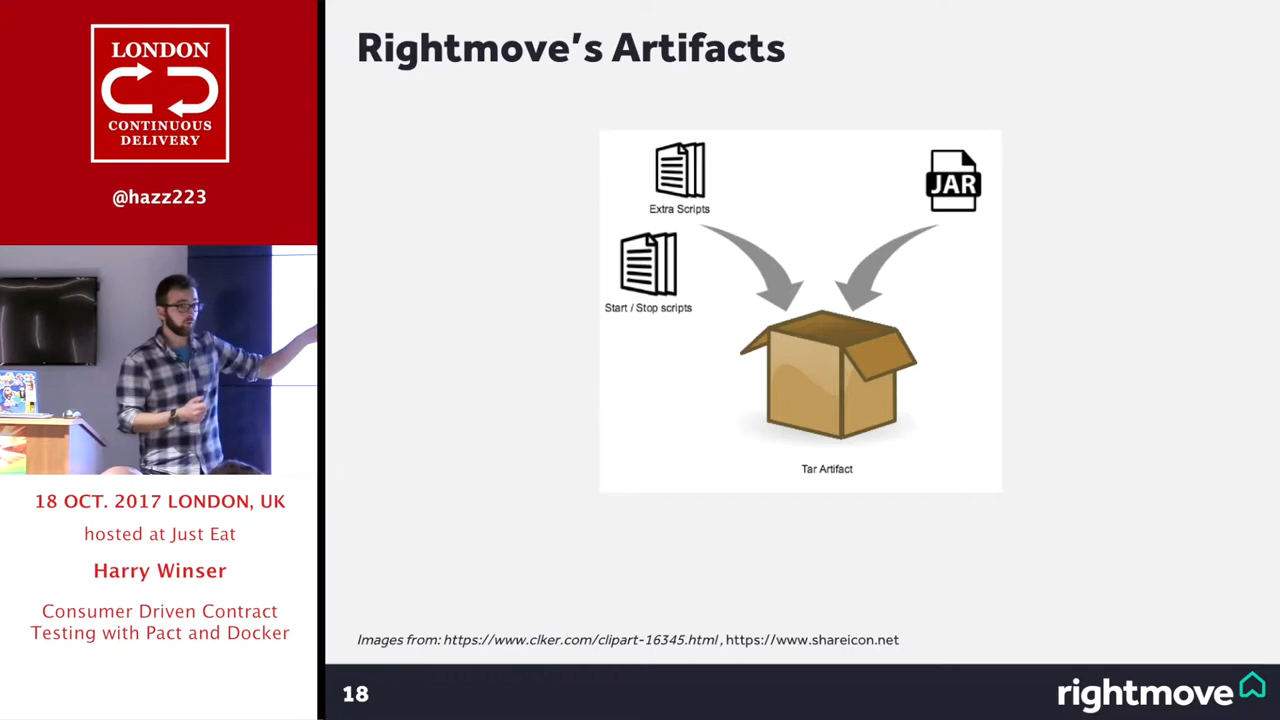 LONDON
CONTINUOUS
DELIVERY
@hazz223
18 OCT. 2017 LONDON, UK
hosted at Just Eat
Harry Winser
Consumer Driven Contract
Testing with Pact and Docker
Rightmove's Artifacts
Extra Scripts
JAR
Start / Stop scripts
Tar Artifact
Images from: https://www.clker.com/clipart-16345.html , https://www.shareicon.net
18
rightmove